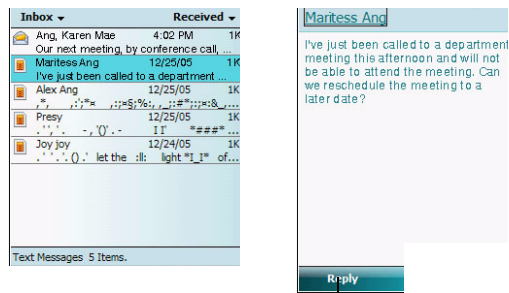 Inbox Received
Ang, Karen Mae 4:02 PM 1K
Our next meeting, by conference call, ...
Maritess Ang 12/25/05 1K
I've just been called to a department ...
Alex Ang 12/25/05 1K
Presy 12/25/05 1K
Joy joy 12/24/05 1K
let the :ll: light *I_I* of...
Text Messages 5 Items.
Maritess Ang
I've just been called to a department
meeting this afternoon and will not
be able to attend the meeting. Can
we reschedule the meeting to a
later date?
Reply